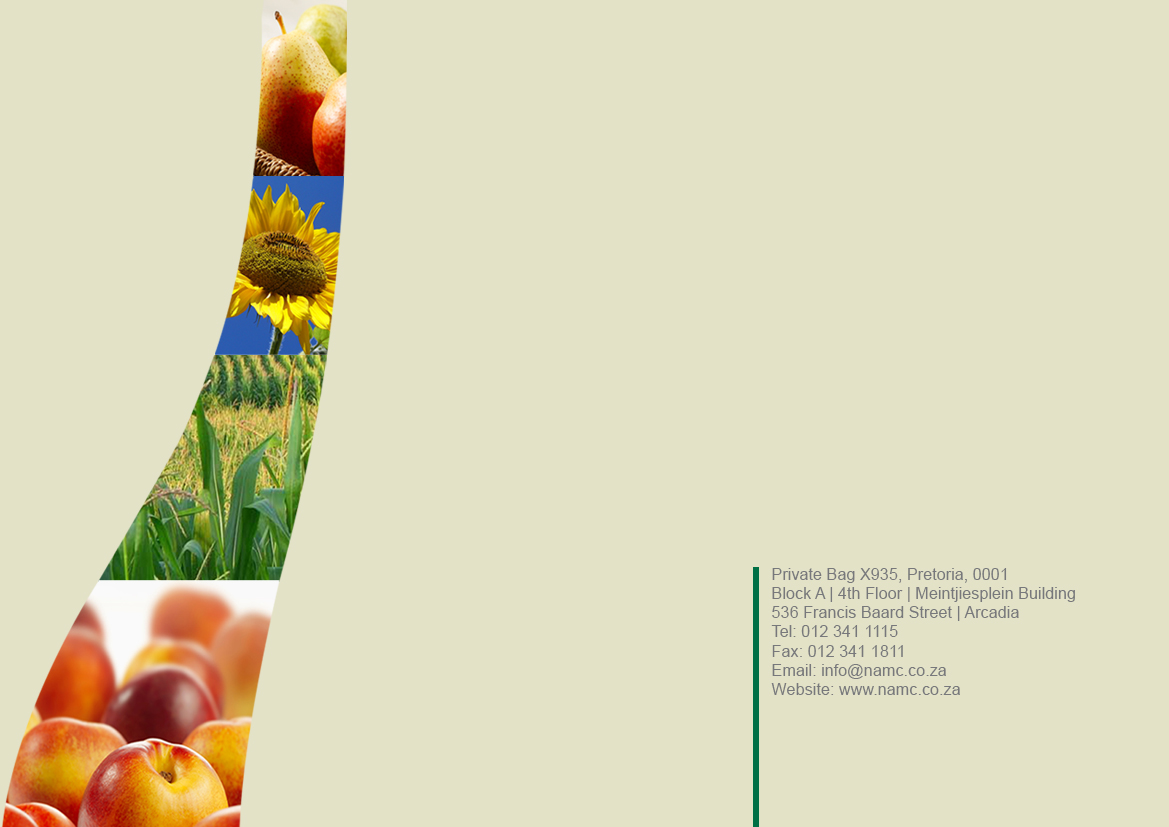 Private Bag X935, Pretoria, 0001
Block A | 4th Floor | Meintjiesplein Building
536 Francis Baard Street | Arcadia
Tel: 012 341 1115
Fax: 012 341 1811
Email: info@namc.co.za
Website: www.namc.co.za